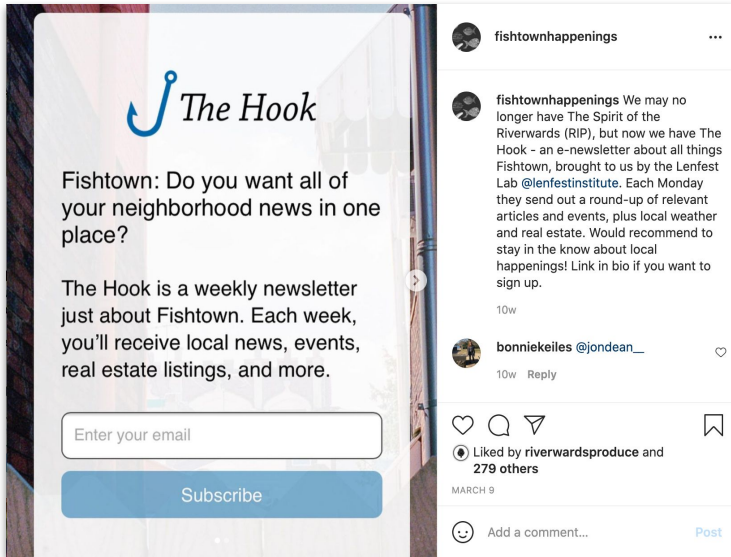 The Hook
Fishtown: Do you want all of
your neighborhood news in one
place?
The Hook is a weekly newsletter
just about Fishtown. Each week,
you'll receive local news, events,
real estate listings, and more.
Enter your email
Subscribe
fishtownhappenings
fishtownhappenings We may no
longer have The Spirit of the
Riverwards (RIP), but now we have The
Hook - an e-newsletter about all things
Fishtown, brought to us by the Lenfest
Lab @lenfestinstitute. Each Monday
they send out a round-up of relevant
articles and events, plus local weather
and real estate. Would recommend to
stay in the know about local
happenings! Link in bio if you want to
sign up.
10w
bonniekeiles @jondean__
10w Reply
Liked by riverwardsproduce and
279 others
MARCH 9
Add a comment... Post